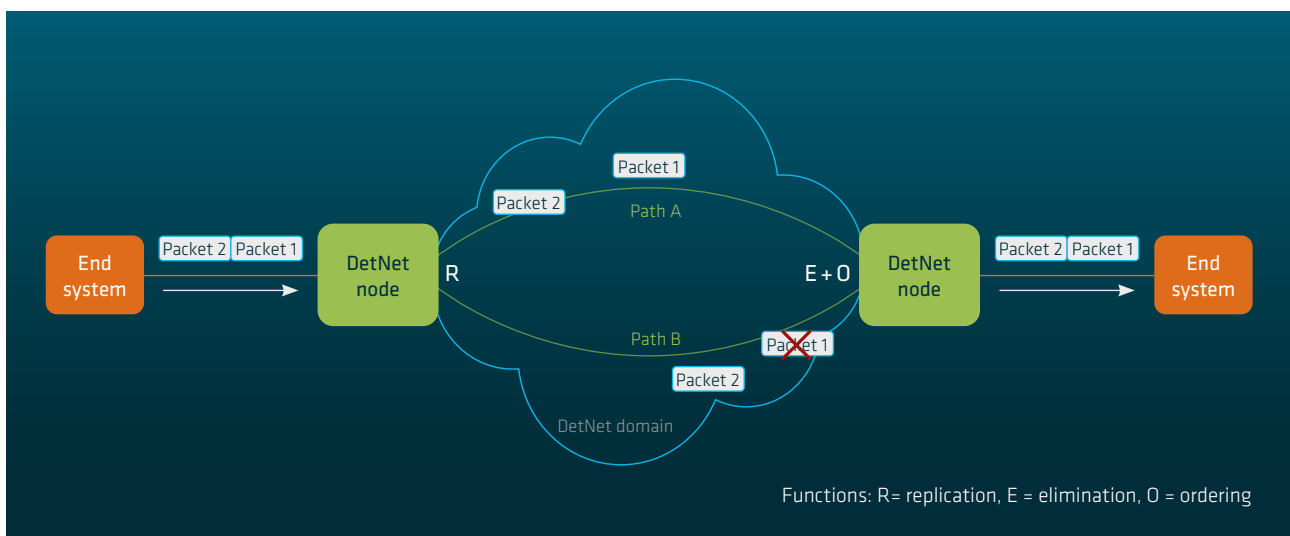 Packet 1
Packet 2
Path A
Packet 2
Packet 1
Packet 2
Packet 1
End
system
DetNet
node
R
E + O
DetNet
node
End
system
Path B
Packet 1
Packet 2
DetNet domain
Functions: R= replication, E = elimination, O = ordering